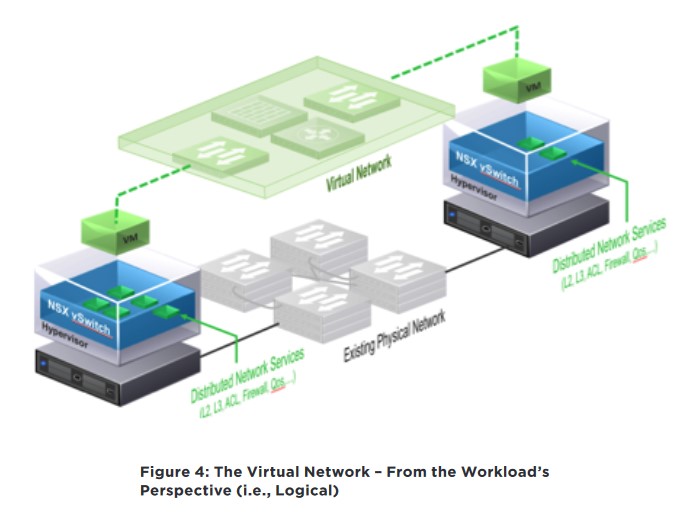 VM
NSX vSwitch
Hypervisor
Distributed Network Services
(L2, L3, ACL, Firewall, Qos,...)
Virtual Network
VM
NSX vSwitch
Hypervisor
Distributed Network Services
(L2, L3, ACL, Firewall, Qos,...)
Existing Physical Network
Figure 4: The Virtual Network – From the Workload’s
Perspective (i.e., Logical)